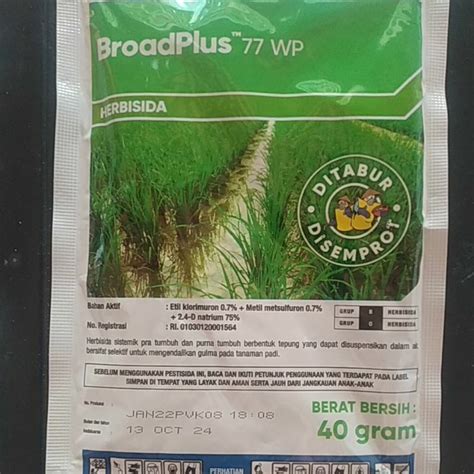 BroadPlus™ 77 WP
HERBISIDA
DITABUR
DISEMPROT
Bahan Aktif : Etil klorimuron 0.7% + Metil metsulfuron 0.7%
+ 2.4-D natrium 75%
No. Registrasi : RI. 01030120001564
GRUP B HERBISIDA
GRUP O HERBISIDA
Herbisida sistemik pra tumbuh dan purna tumbuh berbentuk tepung yang dapat disuspensikan dalam
bersifat selektif untuk mengendalikan gulma pada tanaman padi.
SEBELUM MENGGUNAKAN PESTISIDA INI, BACA DAN IKUTI PETUNJUK PENGGUNAAN YANG TERDAPAT PADA LABEL
SIMPAN DI TEMPAT YANG LAYAK DAN AMAN SERTA JAUH DARI JANGKAUAN ANAK-ANAK
No. Produksi :
JAN22PVK08 18:08
13 OCT 24
BERAT BERSIH :
40 gram
PERHATIAN